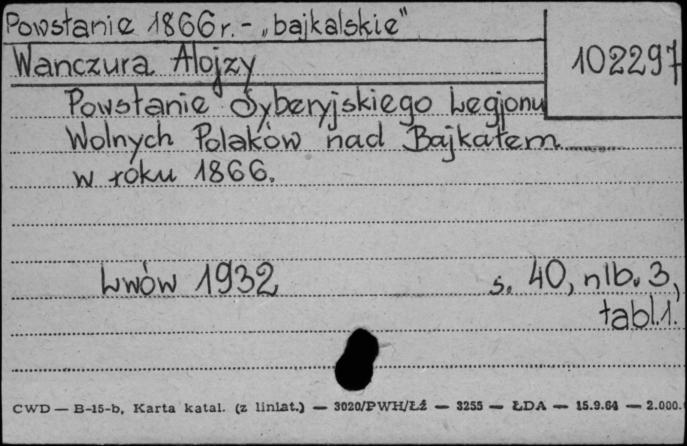 Powstanie 1866 r. - „bajkalskie"
102297
Wanczura Alojzy
Powstanie Syberyjskiego Legjonu
Wolnych Polaków nad Bajkałem
w roku 1866.
Lwów 1932
s. 40, nlb. 3,
tabl. 1.
CWD — B-15-b, Karta katal. (z liniat.) — 3020/PWH/Łź — 3255 — ŁDA — 15.9.64 — 2.000.